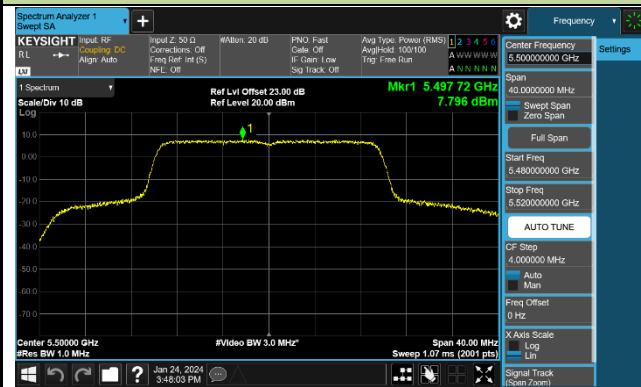 Spectrum Analyzer 1
Swept SA
Frequency
KEYSIGHT
RL
Input: RF
Coupling: DC
Align: Auto
Input Z: 50 Ω
Corrections: Off
Freq Ref: Int (S)
NFE: Off
#Atten: 20 dB
PNO: Fast
Gate: Off
IF Gain: Low
Sig Track: Off
Avg Type: Power (RMS)
Avg|Hold: 100/100
Trig: Free Run
1 2 3 4 5 6
A W W W W W
A N N N N N
1 Spectrum
Scale/Div 10 dB
Log
Ref Lvl Offset 23.00 dB
Ref Level 20.00 dBm
Mkr1 5.497 72 GHz
7.796 dBm
1
10.0
0.00
-10.0
-20.0
-30.0
-40.0
-50.0
-60.0
-70.0
Center 5.50000 GHz
#Res BW 1.0 MHz
#Video BW 3.0 MHz*
Span 40.00 MHz
Sweep 1.07 ms (2001 pts)
Jan 24, 2024
3:48:03 PM
Center Frequency
5.500000000 GHz
Span
40.0000000 MHz
Swept Span
Zero Span
Full Span
Start Freq
5.480000000 GHz
Stop Freq
5.520000000 GHz
AUTO TUNE
CF Step
4.000000 MHz
Auto
Man
Freq Offset
0 Hz
X Axis Scale
Log
Lin
Signal Track
(Span Zoom)
Settings